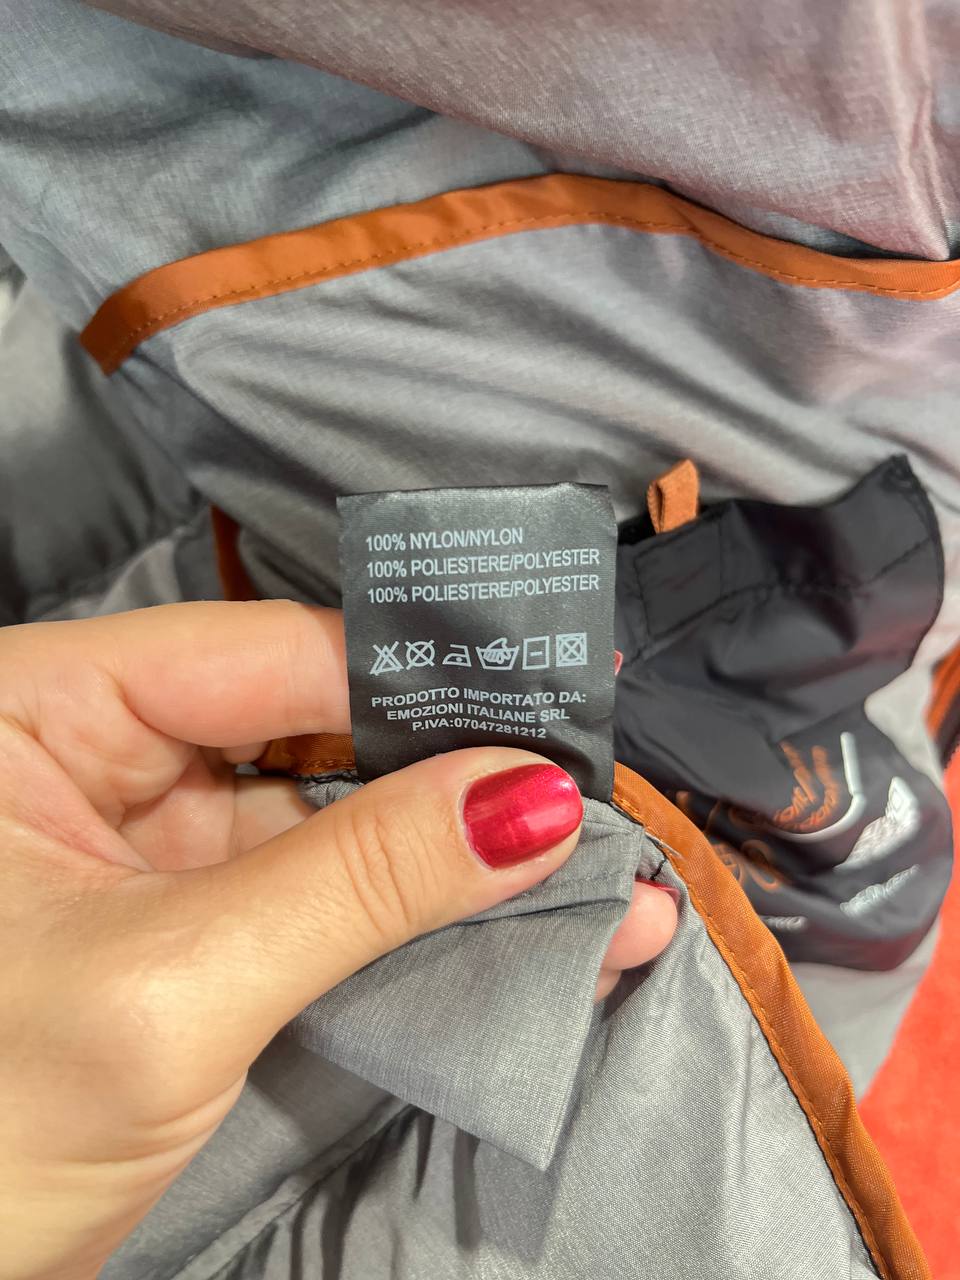 100% NYLON/NYLON
100% POLIESTERE/POLYESTER
100% POLIESTERE/POLYESTER
PRODOTTO IMPORTATO DA:
EMOZIONI ITALIANE SRL
P.IVA:07047281212